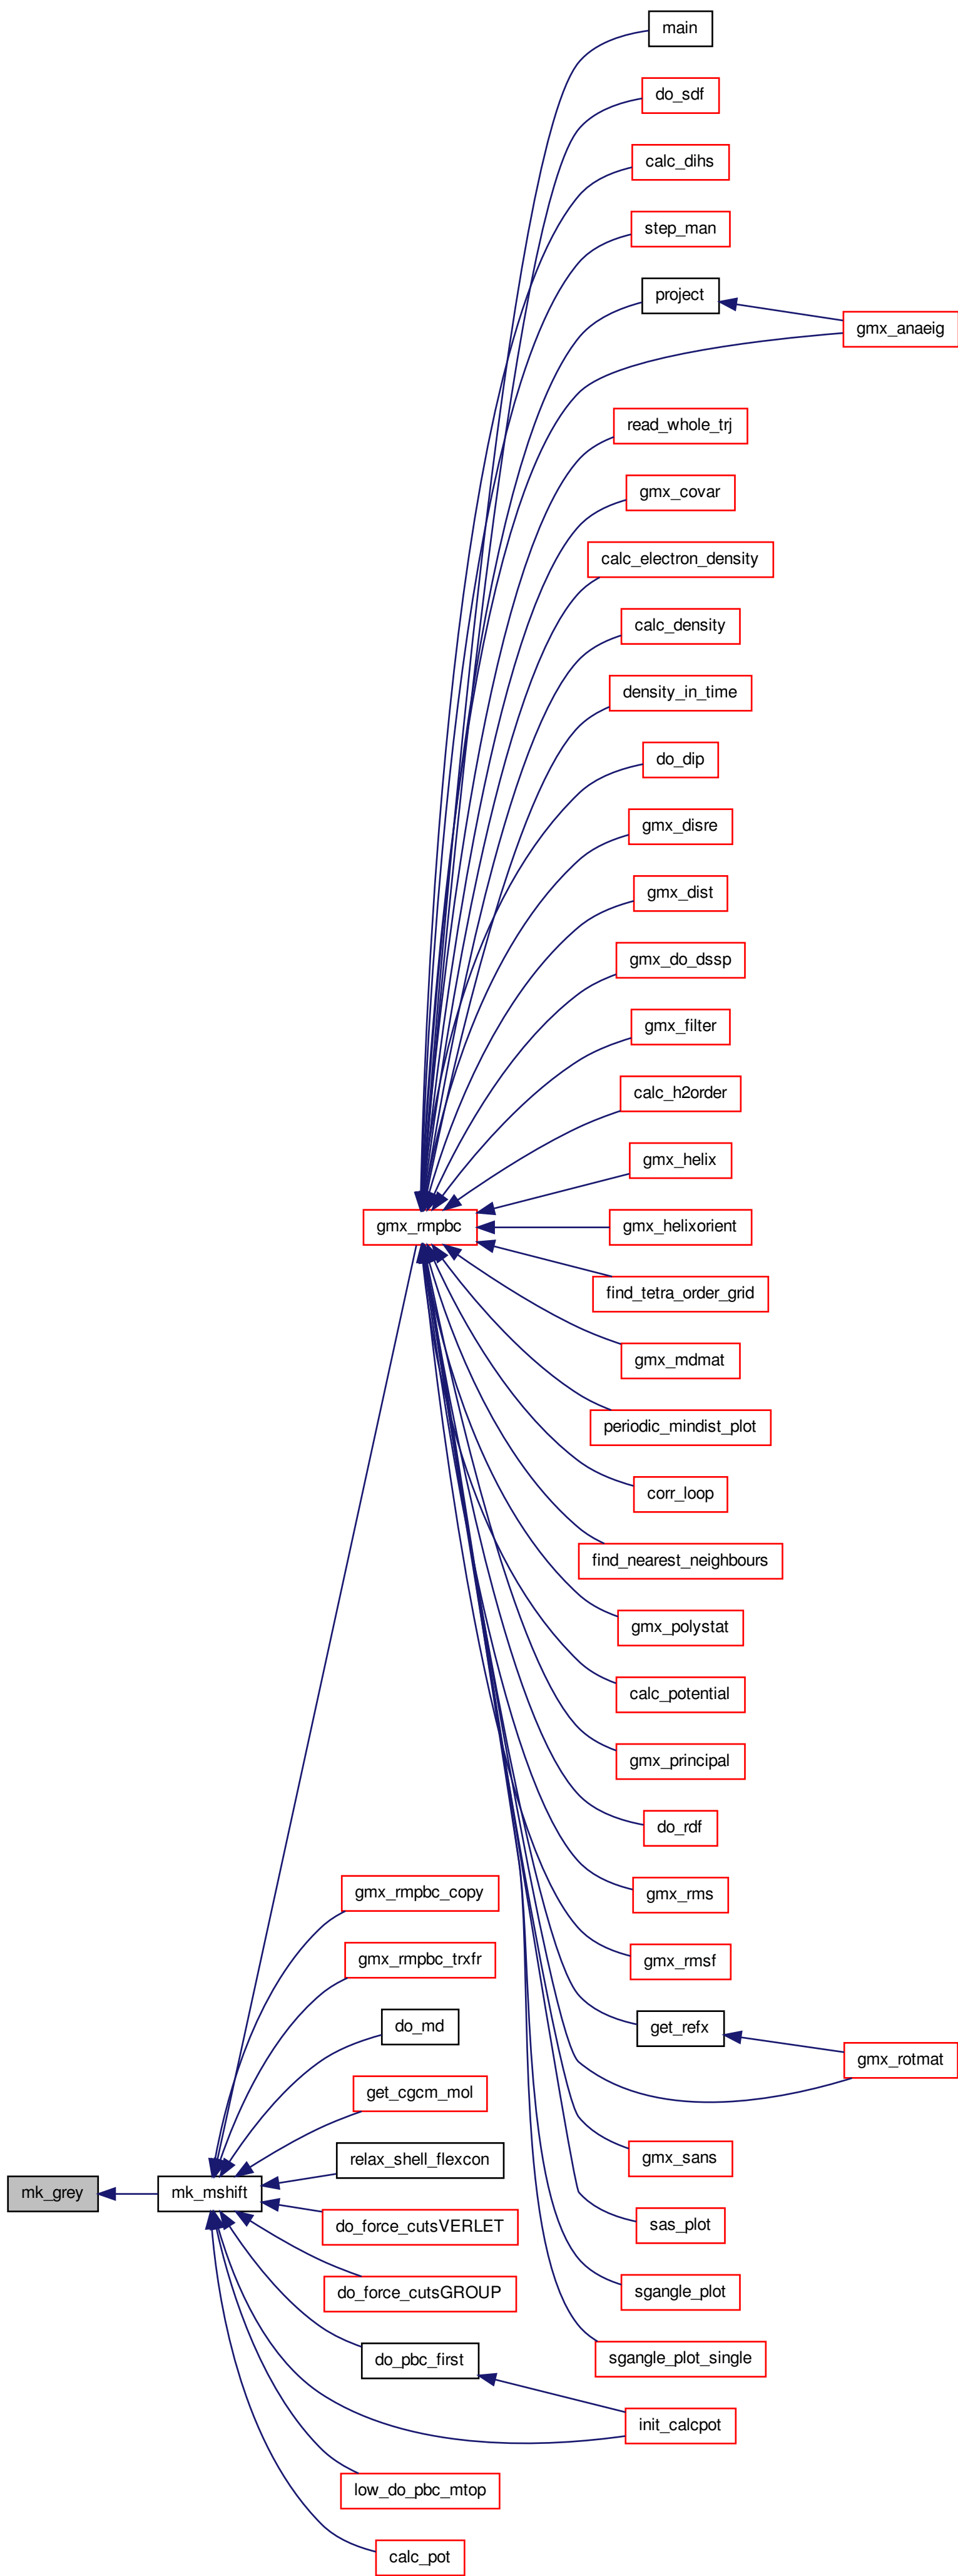 main
do_sdf
calc_dihs
step_man
project
gmx_anaeig
read_whole_trj
gmx_covar
calc_electron_density
calc_density
density_in_time
do_dip
gmx_disre
gmx_dist
gmx_do_dssp
gmx_filter
calc_h2order
gmx_helix
gmx_rmpbc
gmx_helixorient
find_tetra_order_grid
gmx_mdmat
periodic_mindist_plot
corr_loop
find_nearest_neighbours
gmx_polystat
calc_potential
gmx_principal
do_rdf
gmx_rmpbc_copy
gmx_rms
gmx_rmpbc_trxfr
gmx_rmsf
do_md
get_refx
gmx_rotmat
get_cgcm_mol
relax_shell_flexcon
gmx_sans
mk_grey
mk_mshift
do_force_cutsVERLET
sas_plot
do_force_cutsGROUP
sgangle_plot
do_pbc_first
sgangle_plot_single
init_calcpot
low_do_pbc_mtop
calc_pot